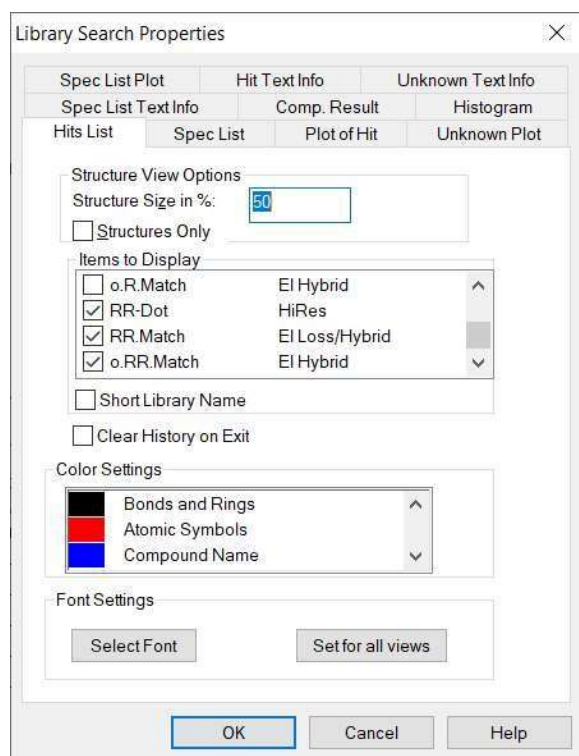 Library Search Properties
Spec List Plot Hit Text Info Unknown Text Info
Spec List Text Info Comp. Result Histogram
Hits List Spec List Plot of Hit Unknown Plot
Structure View Options
Structure Size in %: 50
Structures Only
Items to Display
o.R.Match EI Hybrid
RR-Dot HiRes
RR.Match EI Loss/Hybrid
o.RR.Match EI Hybrid
Short Library Name
Clear History on Exit
Color Settings
Bonds and Rings
Atomic Symbols
Compound Name
Font Settings
Select Font Set for all views
OK Cancel Help